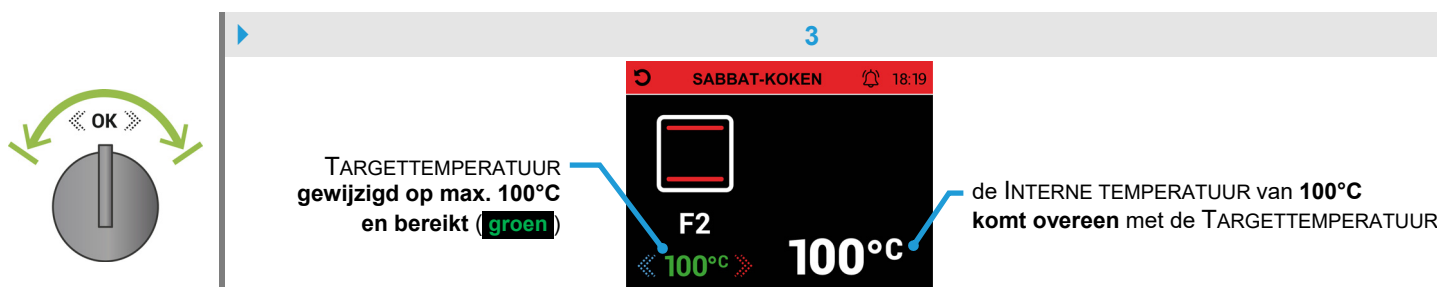 3
OK
SABBAT-KOKEN 18:19
TARGETTEMPERATUUR
gewijzigd op max. 100°C
en bereikt (groen)
F2
100°C
100°C
de INTERNE TEMPERATUUR van 100°C
komt overeen met de TARGETTEMPERATUUR